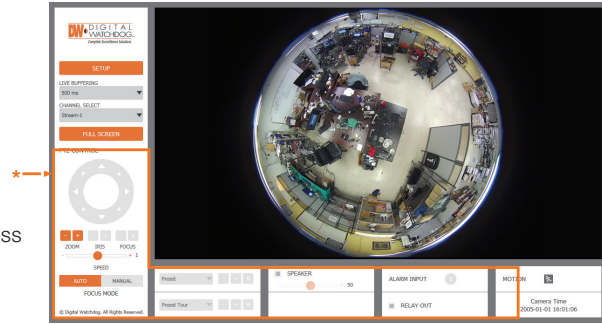 DW DIGITAL
WATCHDOG.
Complete Surveillance Solutions
SETUP
LIVE BUFFERING
500 ms
CHANNEL SELECT
Stream-1
FULL SCREEN
PTZ CONTROL
*
SS
- + - + - +
ZOOM IRIS FOCUS
- + 1
SPEED
AUTO MANUAL
FOCUS MODE
© Digital Watchdog. All Rights Reserved.
Preset
Preset Tour
SPEAKER
50
ALARM INPUT
RELAY OUT
MOTION
Camera Time
2005-01-01 16:01:06